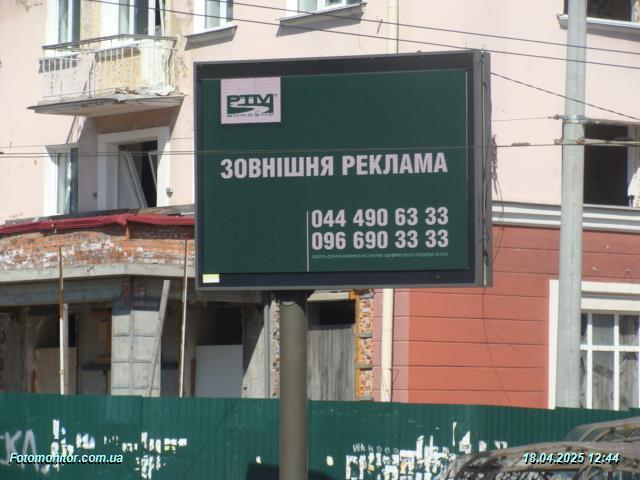 РТМ
УКРАЇНА
ЗОВНІШНЯ РЕКЛАМА
044 490 63 33
096 690 33 33
Fotomonitor.com.ua
18.04.2025 12:44